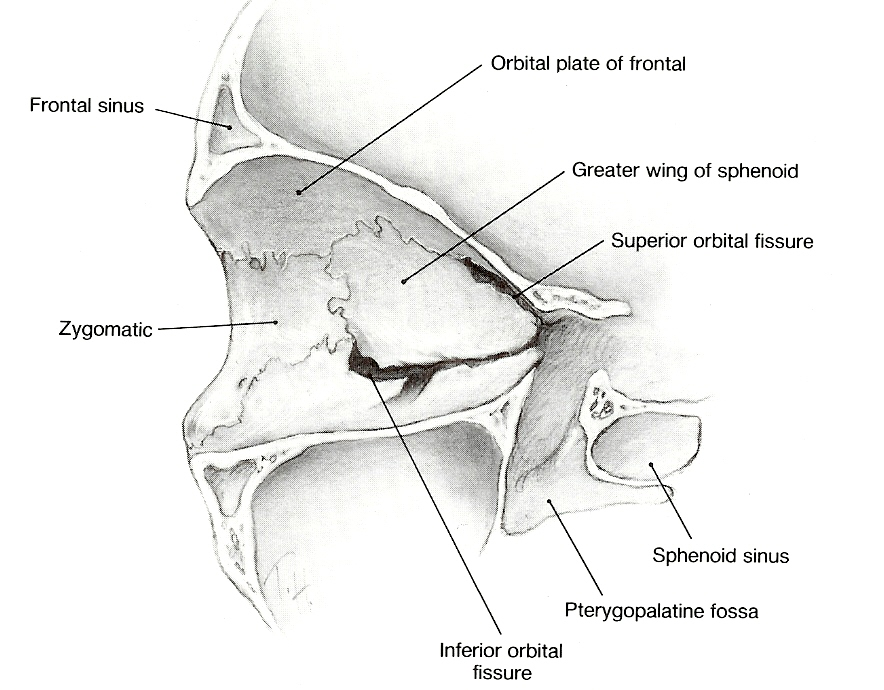 Orbital plate of frontal
Frontal sinus
Greater wing of sphenoid
Superior orbital fissure
Zygomatic
Sphenoid sinus
Pterygopalatine fossa
Inferior orbital
fissure